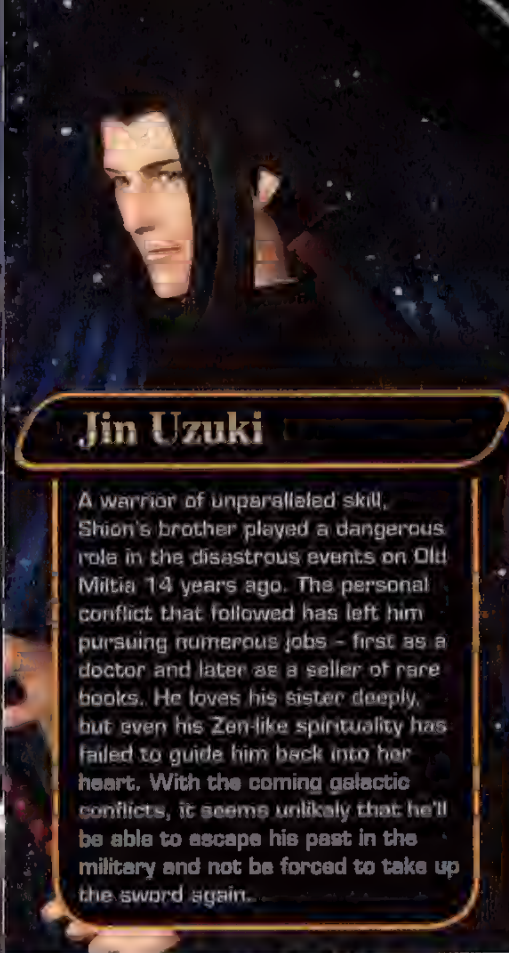 Jin Uzuki
A warrior of unparalleled skill,
Shion's brother played a dangerous
role in the disastrous events on Old
Miltia 14 years ago. The personal
conflict that followed has left him
pursuing numerous jobs – first as a
doctor and later as a seller of rare
books. He loves his sister deeply,
but even his Zen-like spirituality has
failed to guide him back into her
heart. With the coming galactic
conflicts, it seems unlikely that he'll
be able to escape his past in the
military and not be forced to take up
the sword again.